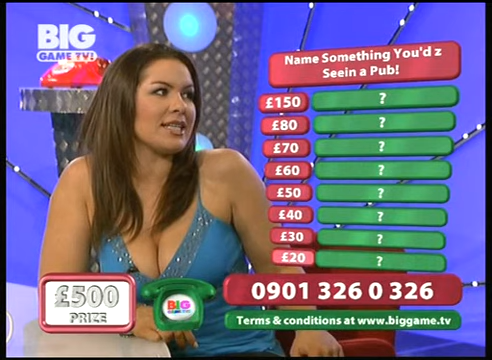 BIG
GAME TV!
Name Something You'd z
Seein a Pub!
£150 ?
£80 ?
£70 ?
£60 ?
£50 ?
£40 ?
£30 ?
£20 ?
£500
PRIZE
BIG
GAME TV!
0901 326 0 326
Terms & conditions at www.biggame.tv